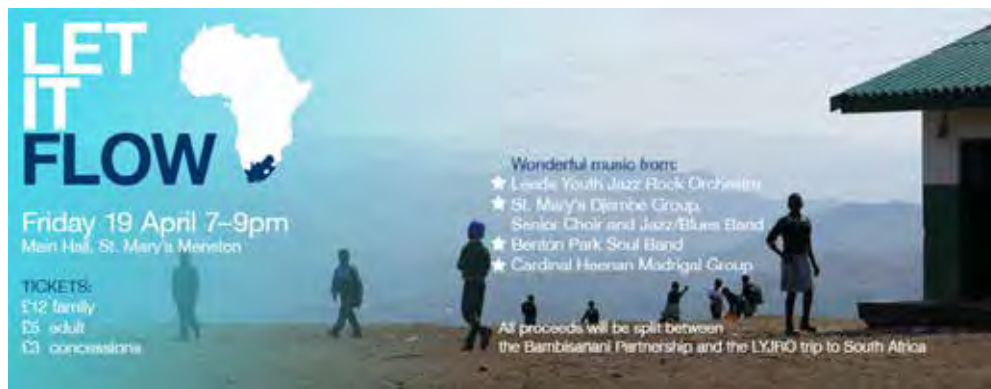 LET
IT
FLOW
Friday 19 April 7–9pm
Main Hall, St. Mary's Menston
TICKETS:
£12 family
£5 adult
£3 concessions
Wonderful music from:
Leeds Youth Jazz Rock Orchestra
St. Mary's Djembe Group,
Senior Choir and Jazz/Blues Band
Benton Park Soul Band
Cardinal Heenan Madrigal Group
All proceeds will be split between
the Bambisanani Partnership and the LYJRO trip to South Africa